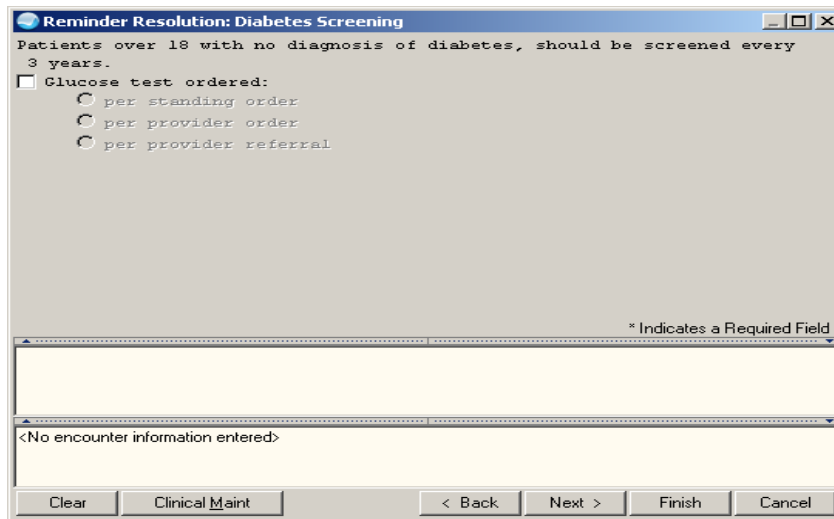 Reminder Resolution: Diabetes Screening
Patients over 18 with no diagnosis of diabetes, should be screened every
3 years.
Glucose test ordered:
per standing order
per provider order
per provider referral
* Indicates a Required Field
<No encounter information entered>
Clear Clinical Maint < Back Next > Finish Cancel